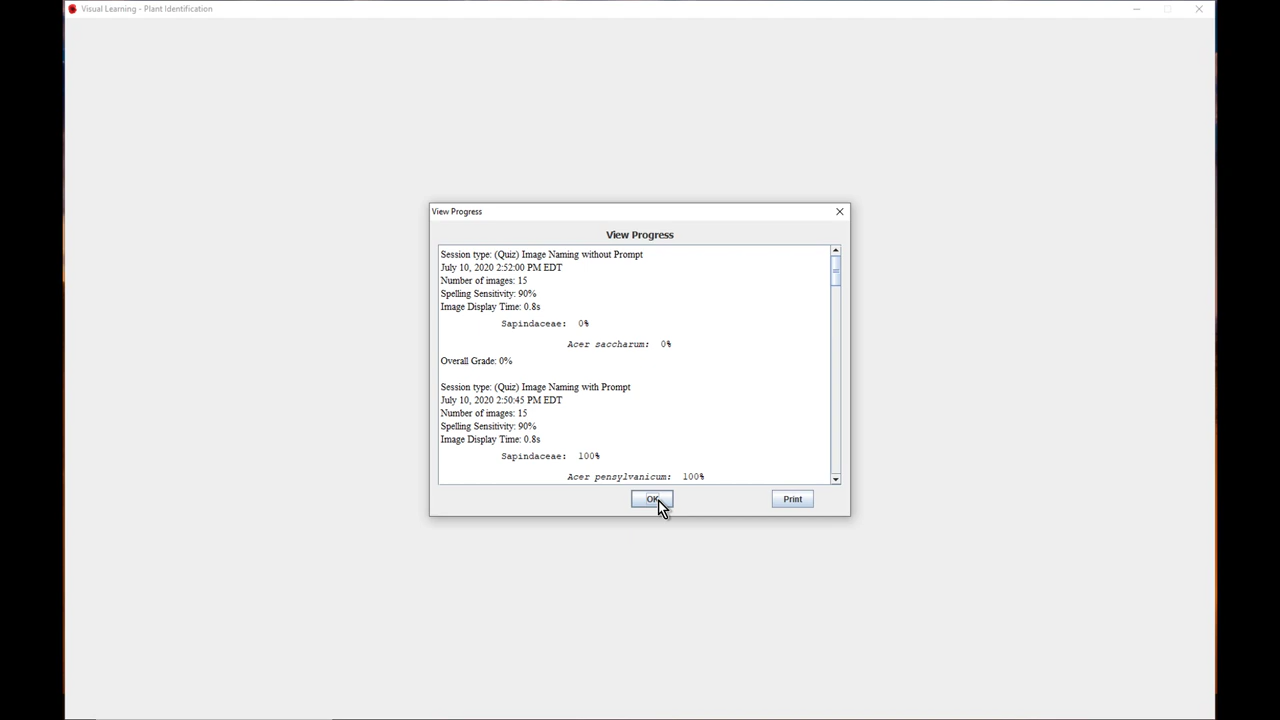 Visual Learning - Plant Identification
View Progress
View Progress
Session type: (Quiz) Image Naming without Prompt
July 10, 2020 2:52:00 PM EDT
Number of images: 15
Spelling Sensitivity: 90%
Image Display Time: 0.8s
Sapindaceae: 0%
Acer saccharum: 0%
Overall Grade: 0%
Session type: (Quiz) Image Naming with Prompt
July 10, 2020 2:50:45 PM EDT
Number of images: 15
Spelling Sensitivity: 90%
Image Display Time: 0.8s
Sapindaceae: 100%
Acer pensylvanicum: 100%
OK Print